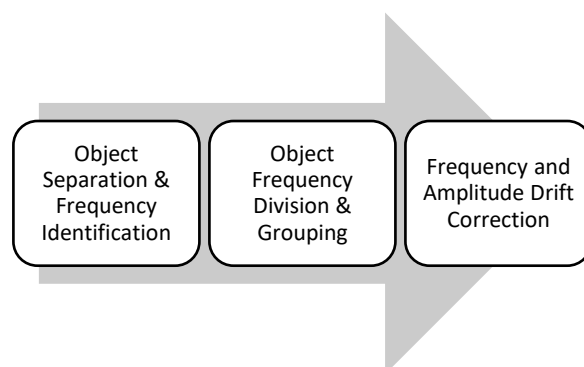 Object
Separation &
Frequency
Identification
Object
Frequency
Division &
Grouping
Frequency and
Amplitude Drift
Correction